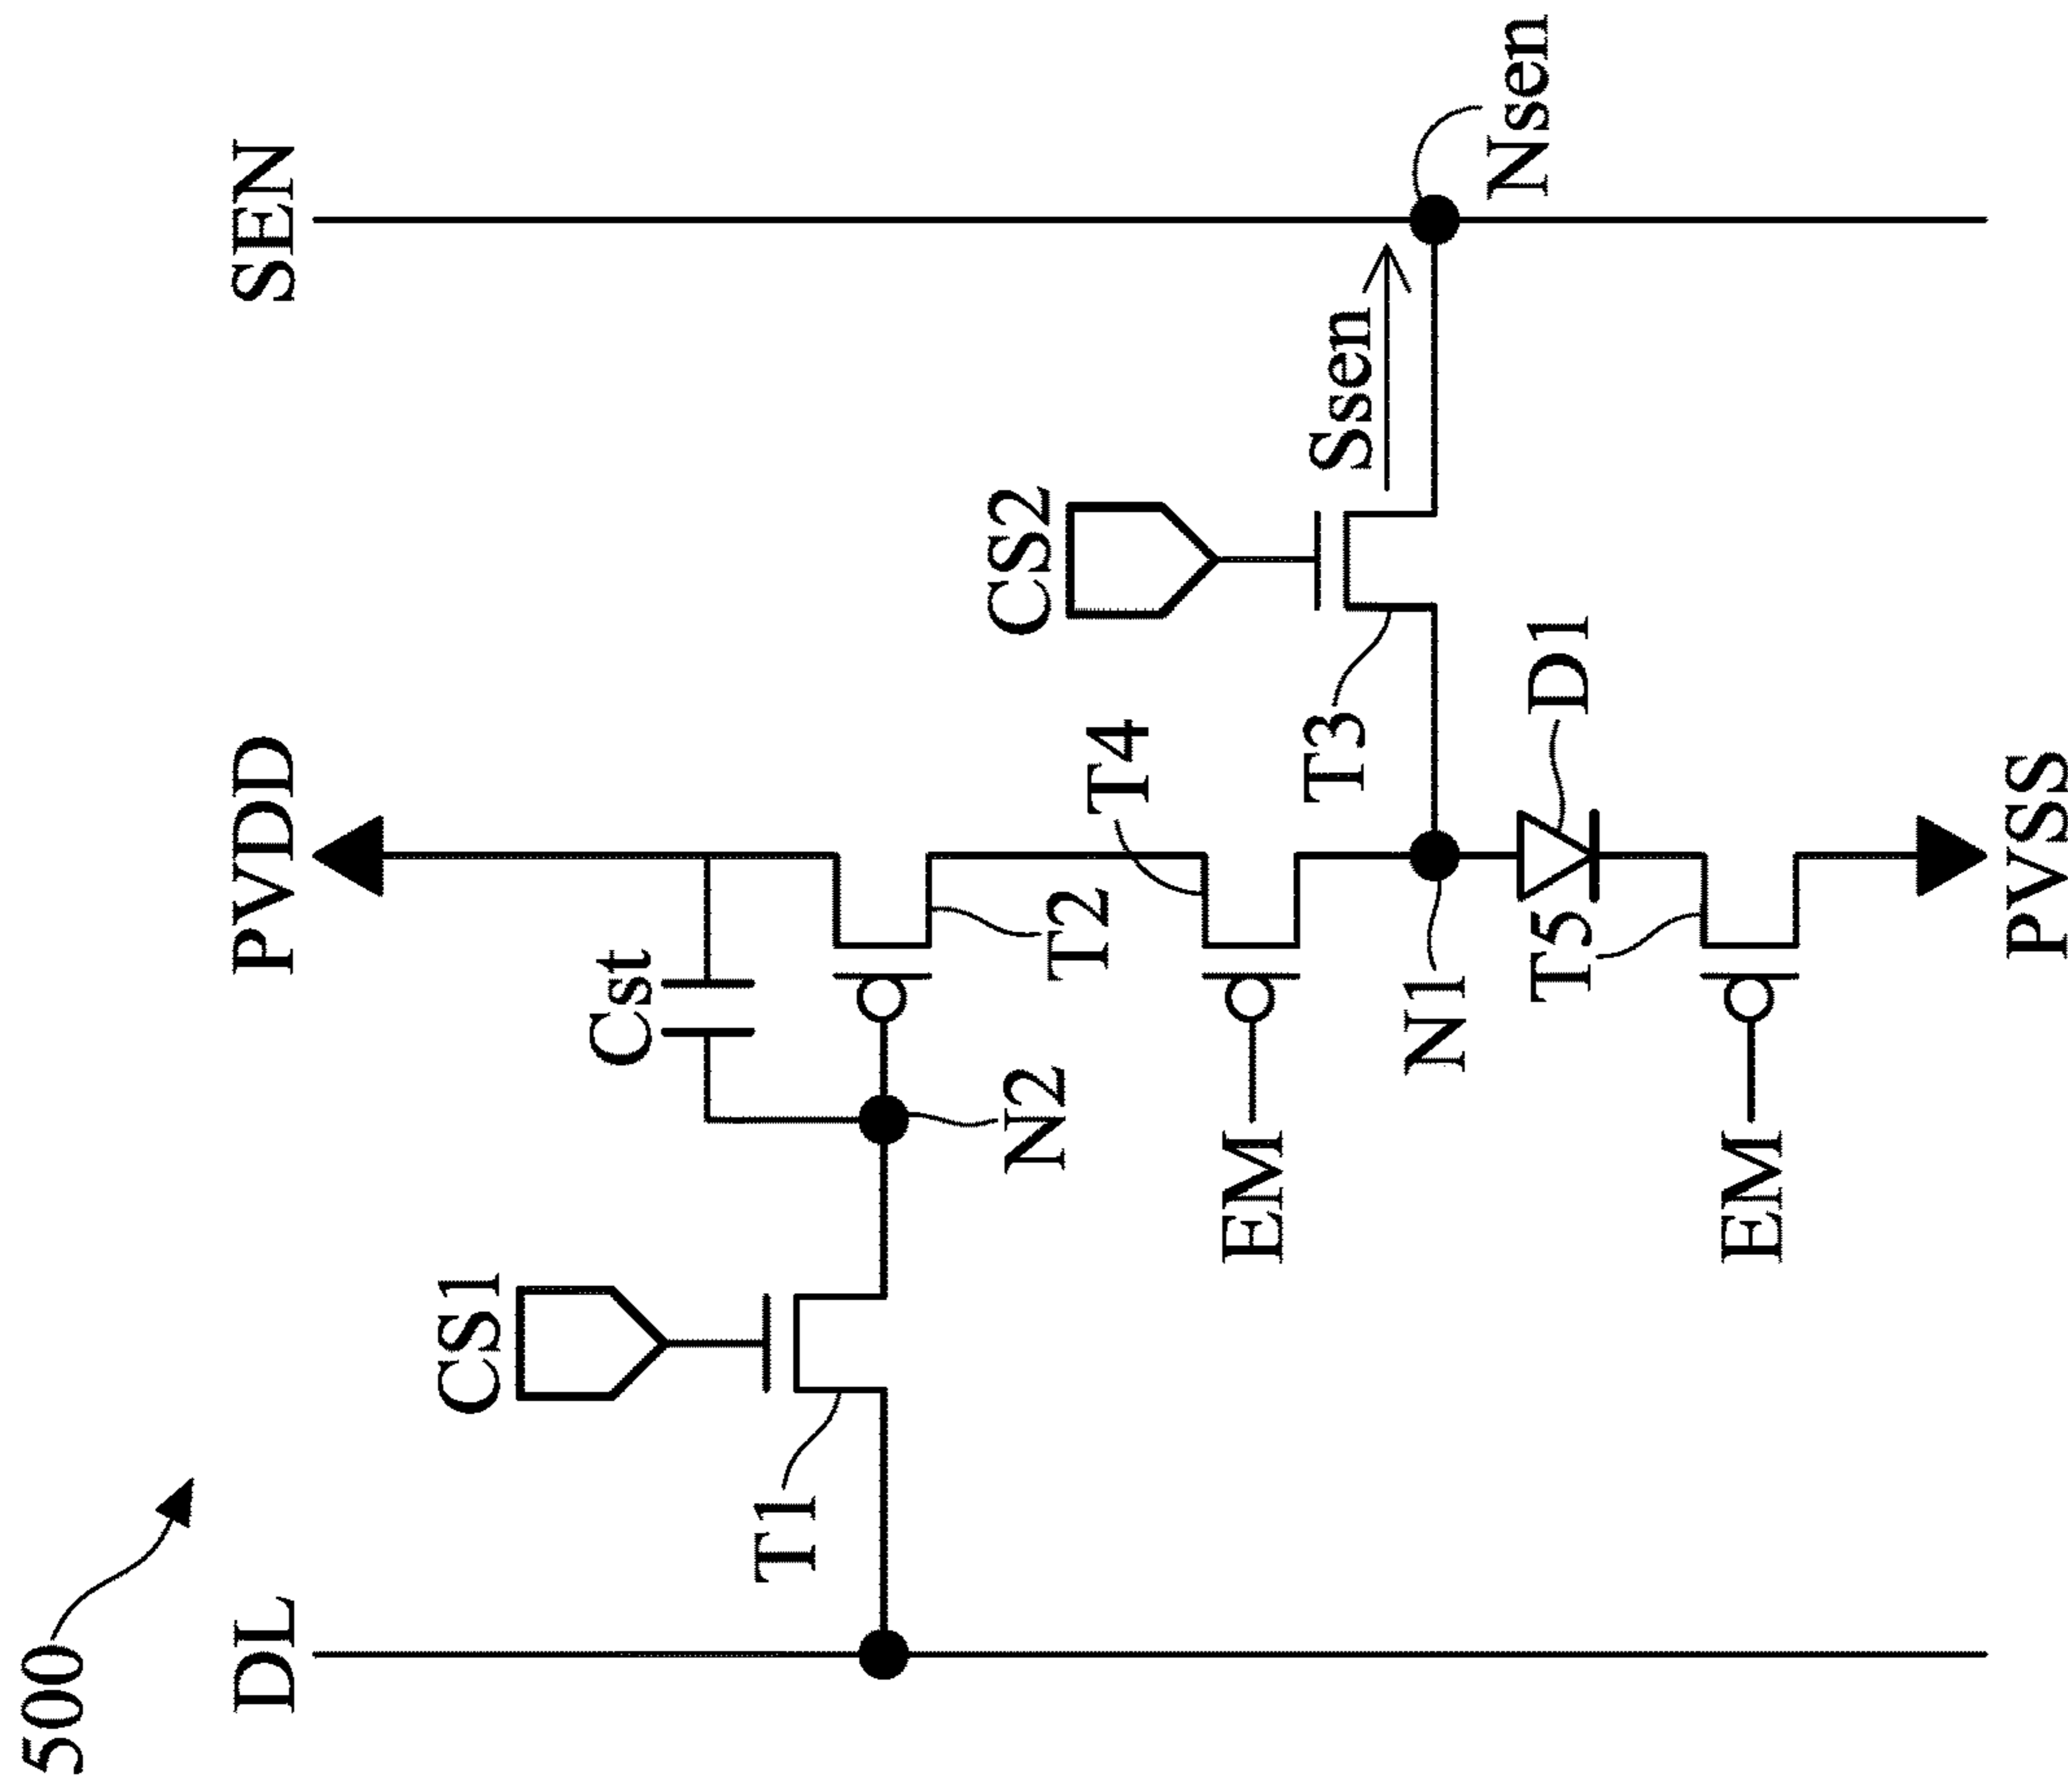 500
DL
PVDD
SEN
CS1
Cst
T1
T2
N2
CS2
T4
EM
T3
Ssen
N1
Nsen
T5
D1
EM
PVSS